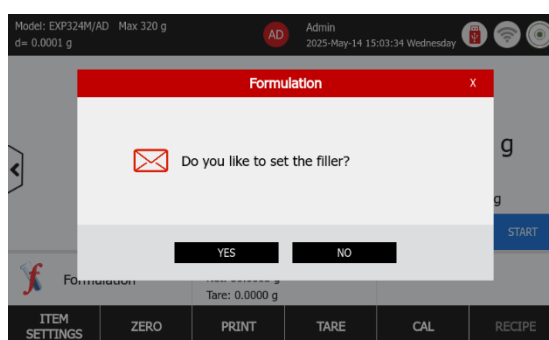 Model: EXP324M/AD Max 320 g
d= 0.0001 g
AD
Admin
2025-May-14 15:03:34 Wednesday
Formulation
X
Do you like to set the filler?
YES
NO
g
g
START
Formulation
Tare: 0.0000 g
ITEM
SETTINGS
ZERO
PRINT
TARE
CAL
RECIPE